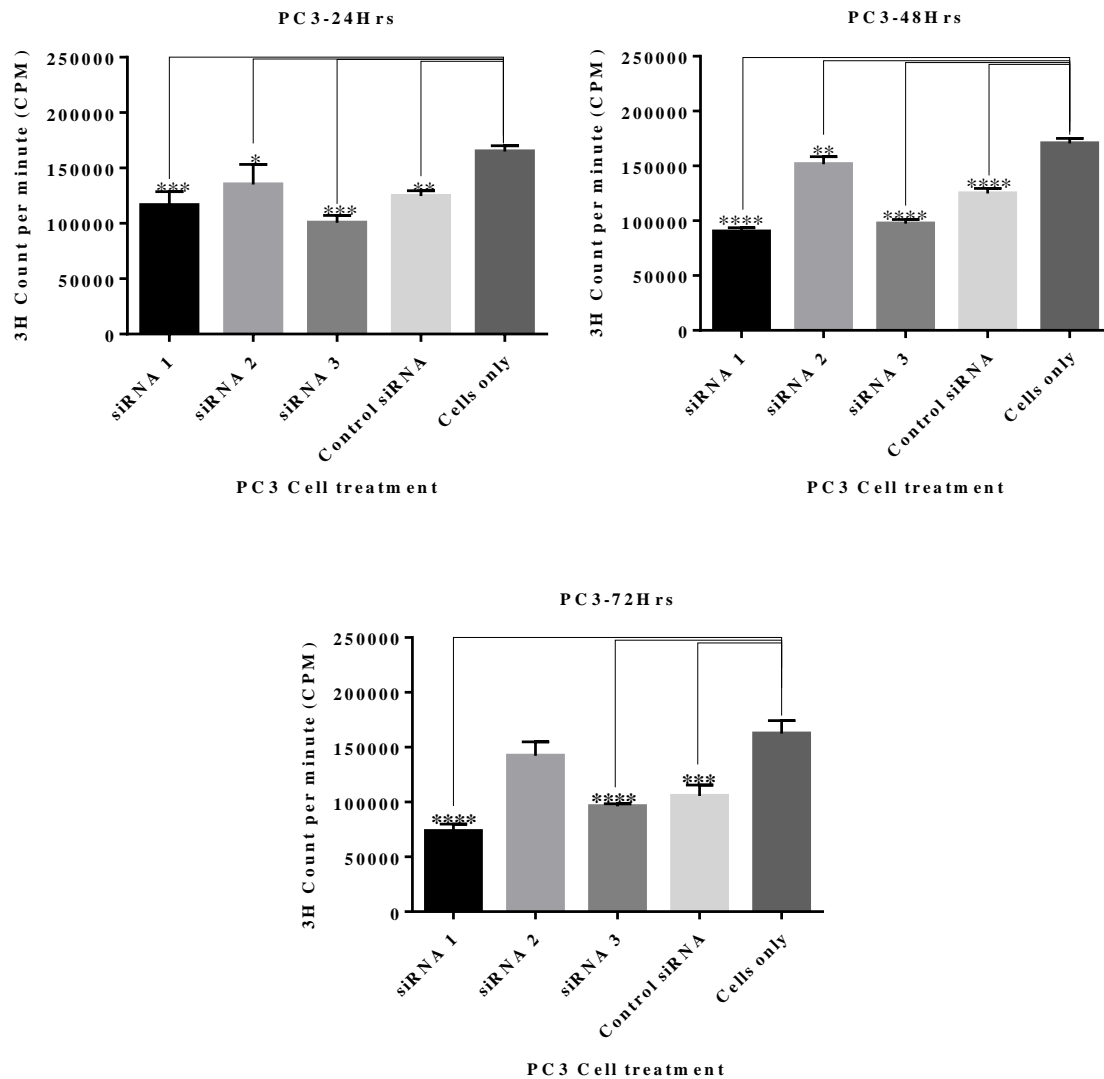 PC3-24Hrs
3H Count per minute (CPM)
250000
200000
150000
100000
50000
0
***
*
***
**
siRNA 1
siRNA 2
siRNA 3
Control siRNA
Cells only
PC3 Cell treatment
PC3-48Hrs
3H Count per minute (CPM)
250000
200000
150000
100000
50000
0
****
**
****
****
siRNA 1
siRNA 2
siRNA 3
Control siRNA
Cells only
PC3 Cell treatment
PC3-72Hrs
3H Count per minute (CPM)
250000
200000
150000
100000
50000
0
****
****
***
siRNA 1
siRNA 2
siRNA 3
Control siRNA
Cells only
PC3 Cell treatment